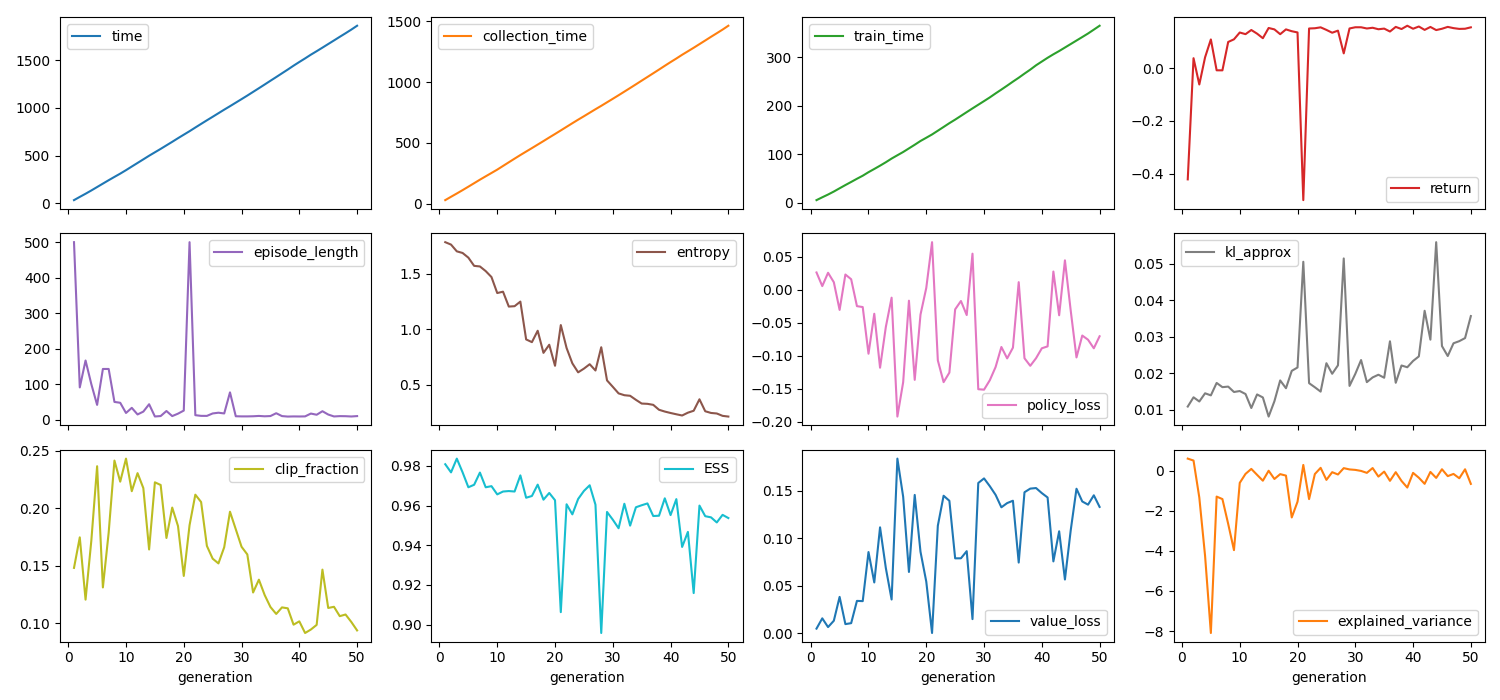 time
1500
1000
500
0
collection_time
1500
1000
500
0
train_time
300
200
100
0
return
0.0
−0.2
−0.4
episode_length
500
400
300
200
100
0
entropy
1.5
1.0
0.5
policy_loss
0.05
0.00
−0.05
−0.10
−0.15
−0.20
kl_approx
0.05
0.04
0.03
0.02
0.01
clip_fraction
0.25
0.20
0.15
0.10
0 10 20 30 40 50
generation
ESS
0.98
0.96
0.94
0.92
0.90
0 10 20 30 40 50
generation
value_loss
0.15
0.10
0.05
0.00
0 10 20 30 40 50
generation
explained_variance
0
−2
−4
−6
−8
0 10 20 30 40 50
generation